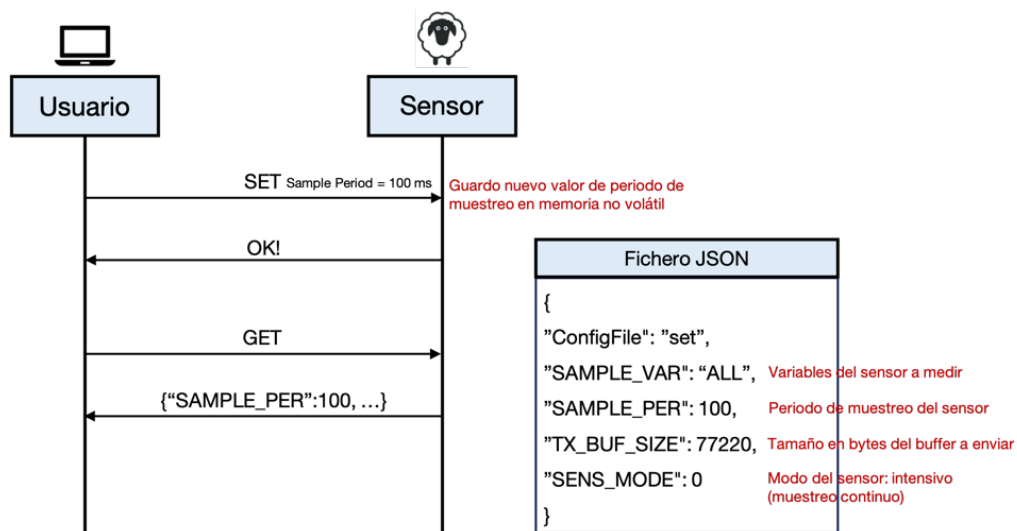 Usuario
Sensor
SET Sample Period = 100 ms
Guardo nuevo valor de periodo de
muestreo en memoria no volátil
OK!
GET
{“SAMPLE_PER”:100, ...}
Fichero JSON
{
”ConfigFile": ”set”,
”SAMPLE_VAR": “ALL”, Variables del sensor a medir
”SAMPLE_PER": 100, Periodo de muestreo del sensor
”TX_BUF_SIZE": 77220, Tamaño en bytes del buffer a enviar
”SENS_MODE": 0 Modo del sensor: intensivo
(muestreo continuo)
}